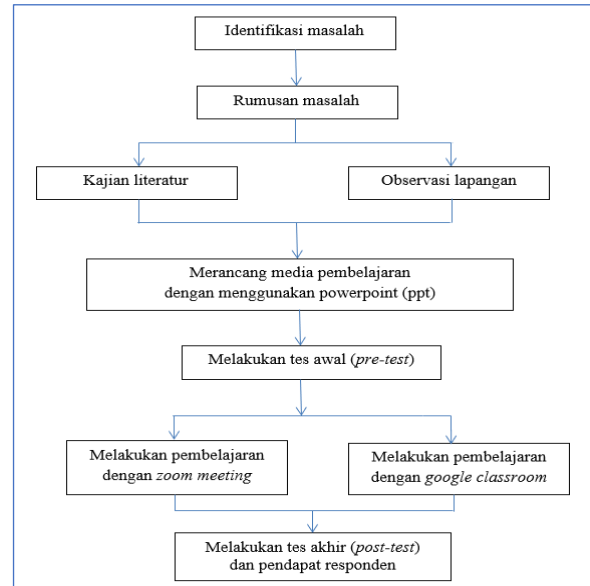 Identifikasi masalah
Rumusan masalah
Kajian literatur
Observasi lapangan
Merancang media pembelajaran
dengan menggunakan powerpoint (ppt)
Melakukan tes awal (pre-test)
Melakukan pembelajaran
dengan zoom meeting
Melakukan pembelajaran
dengan google classroom
Melakukan tes akhir (post-test)
dan pendapat responden